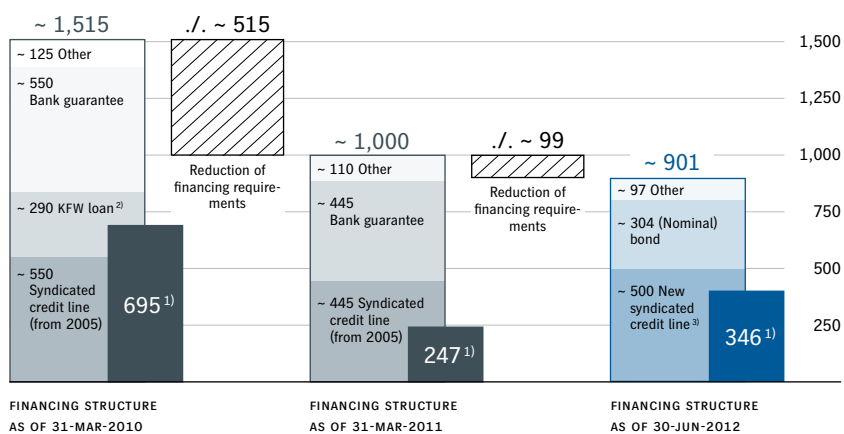 ~ 1,515
./. ~ 515
1,500
~ 125 Other
~ 550
Bank guarantee
1,250
~ 1,000
./. ~ 99
1,000
Reduction of
financing require-
ments
~ 110 Other
~ 901
Reduction of
financing require-
ments
~ 97 Other
~ 290 KFW loan 2)
~ 445
Bank guarantee
750
~ 304 (Nominal)
bond
500
~ 550
Syndicated
credit line
(from 2005)
695 1)
~ 445 Syndicated
credit line
(from 2005)
247 1)
~ 500 New
syndicated
credit line 3)
346 1)
250
FINANCING STRUCTURE
AS OF 31-MAR-2010
FINANCING STRUCTURE
AS OF 31-MAR-2011
FINANCING STRUCTURE
AS OF 30-JUN-2012